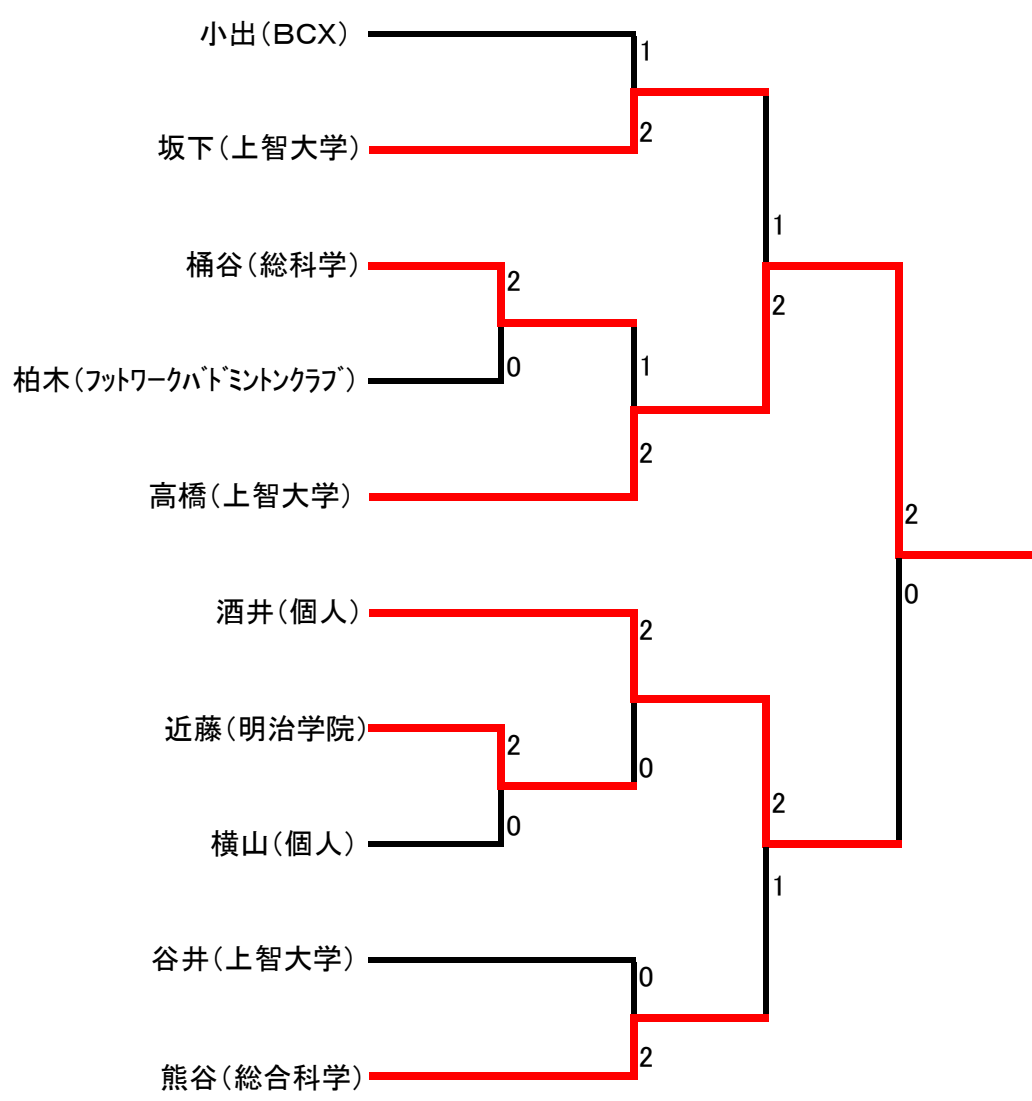 小出(BCX)
1
2
坂下(上智大学)
1
桶谷(総科学)
2
2
0
1
柏木(フットワークバドミントンクラブ)
2
高橋(上智大学)
2
0
酒井(個人)
2
近藤(明治学院)
2
0
2
0
横山(個人)
1
谷井(上智大学)
0
2
熊谷(総合科学)